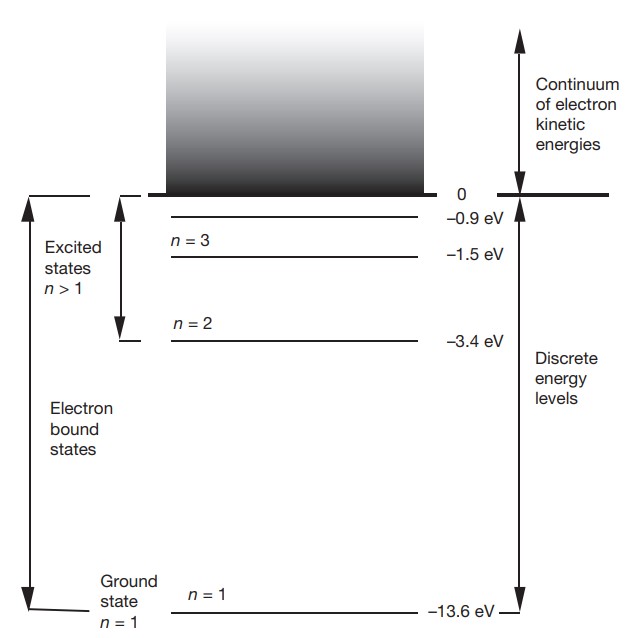 Continuum
of electron
kinetic
energies
0
–0.9 eV
Excited
states
n > 1
n = 3
–1.5 eV
n = 2
–3.4 eV
Discrete
energy
levels
Electron
bound
states
Ground
state
n = 1
n = 1
–13.6 eV